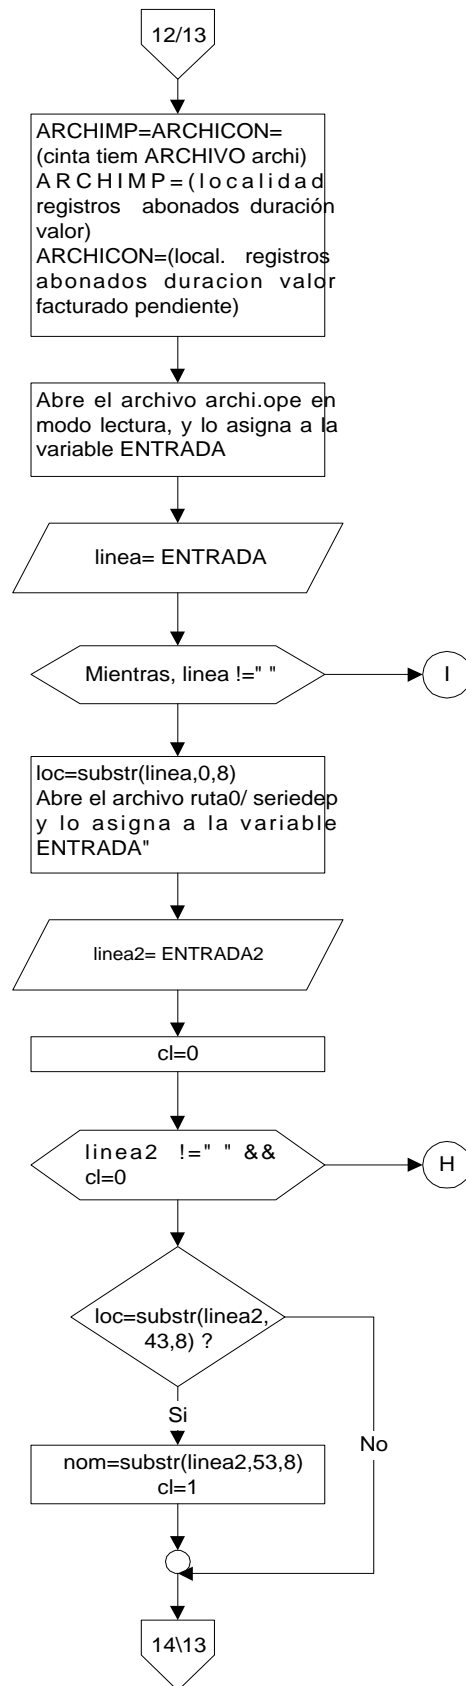 12/13
ARCHIMP=ARCHICON=
(cinta tiem ARCHIVO archi)
ARCHIMP=(localidad
registros abonados duración
valor)
ARCHICON=(local. registros
abonados duracion valor
facturado pendiente)
Abre el archivo archi.ope en
modo lectura, y lo asigna a la
variable ENTRADA
linea= ENTRADA
Mientras, linea !=" "
I
loc=substr(linea,0,8)
Abre el archivo ruta0/ seriedep
y lo asigna a la variable
ENTRADA"
linea2= ENTRADA2
cl=0
linea2 !=" " &&
cl=0
H
loc=substr(linea2,
43,8) ?
Si
No
nom=substr(linea2,53,8)
cl=1
14\13